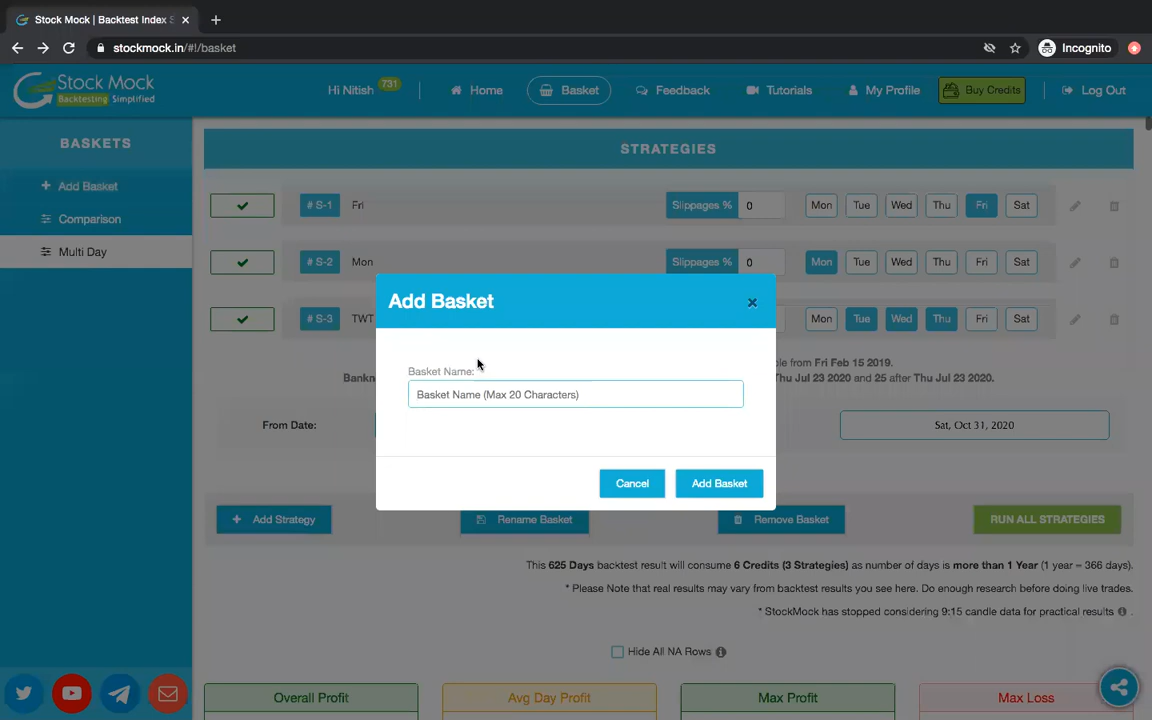 Stock Mock | Backtest Index S
stockmock.in/#!/basket
Incognito
Stock Mock
Backtesting Simplified
Hi Nitish 731
Home
Basket
Feedback
Tutorials
My Profile
Buy Credits
Log Out
BASKETS
Add Basket
Comparison
Multi Day
STRATEGIES
# S-1 Fri Slippages % 0 Mon Tue Wed Thu Fri Sat
# S-2 Mon Slippages % 0 Mon Tue Wed Thu Fri Sat
# S-3 TWT Mon Tue Wed Thu Fri Sat
Add Basket
Basket Name:
Basket Name (Max 20 Characters)
Cancel
Add Basket
from Fri Feb 15 2019.
Thu Jul 23 2020 and 25 after Thu Jul 23 2020.
From Date:
Sat, Oct 31, 2020
Add Strategy
Rename Basket
Remove Basket
RUN ALL STRATEGIES
This 625 Days backtest result will consume 6 Credits (3 Strategies) as number of days is more than 1 Year (1 year = 366 days).
* Please Note that real results may vary from backtest results you see here. Do enough research before doing live trades.
* StockMock has stopped considering 9:15 candle data for practical results .
Hide All NA Rows
Overall Profit
Avg Day Profit
Max Profit
Max Loss